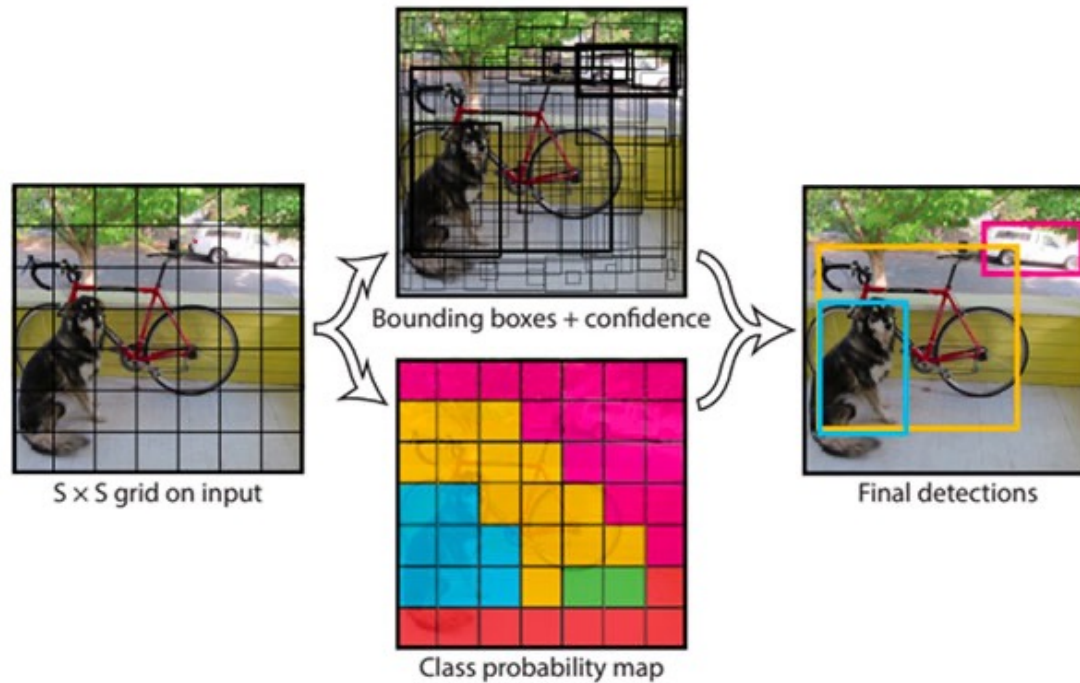 S × S grid on input
Bounding boxes + confidence
Class probability map
Final detections